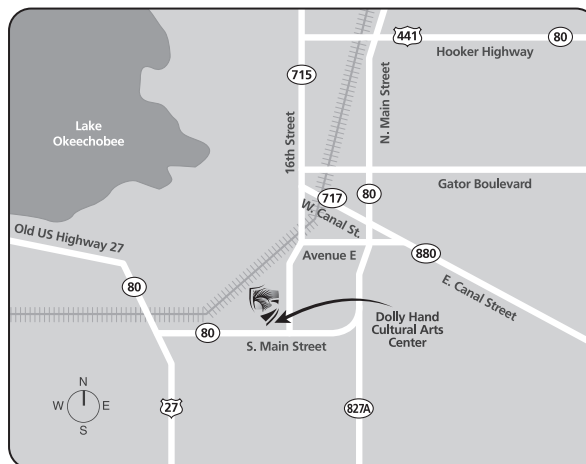 441
80
Hooker Highway
715
N. Main Street
16th Street
Lake
Okeechobee
Gator Boulevard
717
80
W. Canal St.
Old US Highway 27
Avenue E
880
E. Canal Street
80
80
S. Main Street
Dolly Hand
Cultural Arts
Center
N
W E
S
27
827A